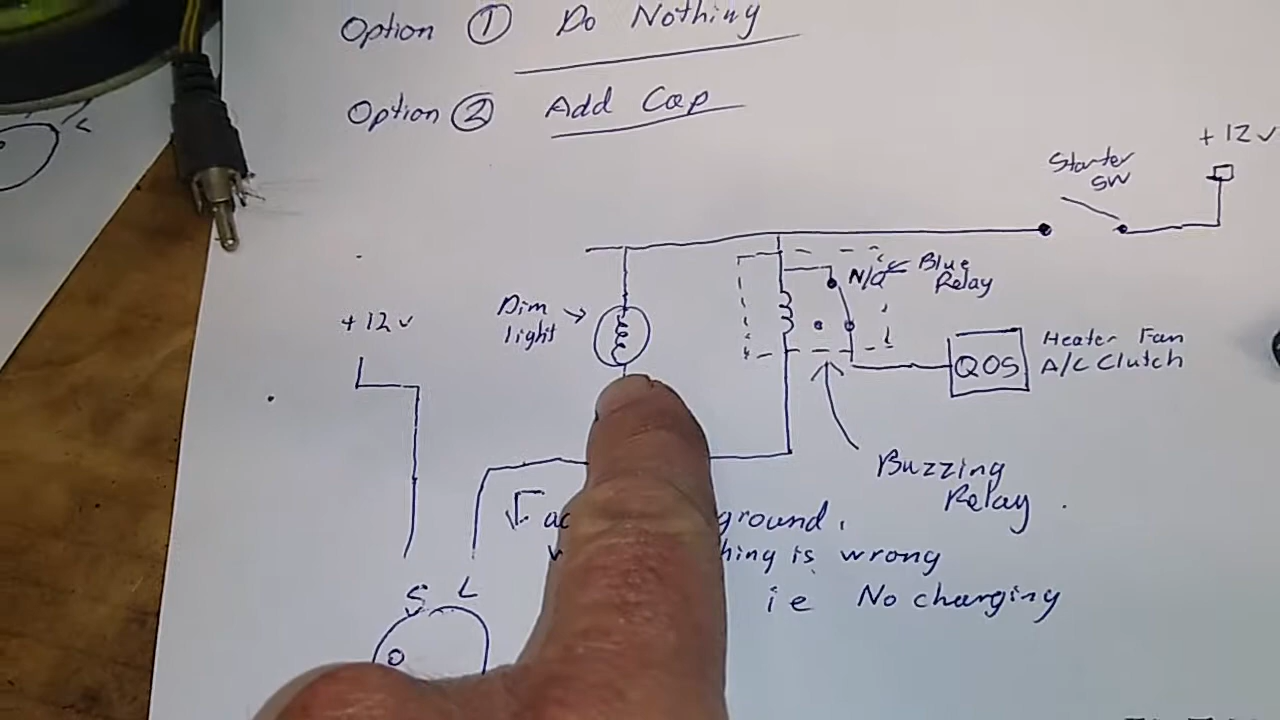 Option ① Do Nothing
Option ② Add Cap
+12v
Starter
SW
Blue
Relay
Dim
light
+12v
QOS
Heater Fan
A/C Clutch
Buzzing
Relay
ground.
hing is wrong
ie No charging
S L